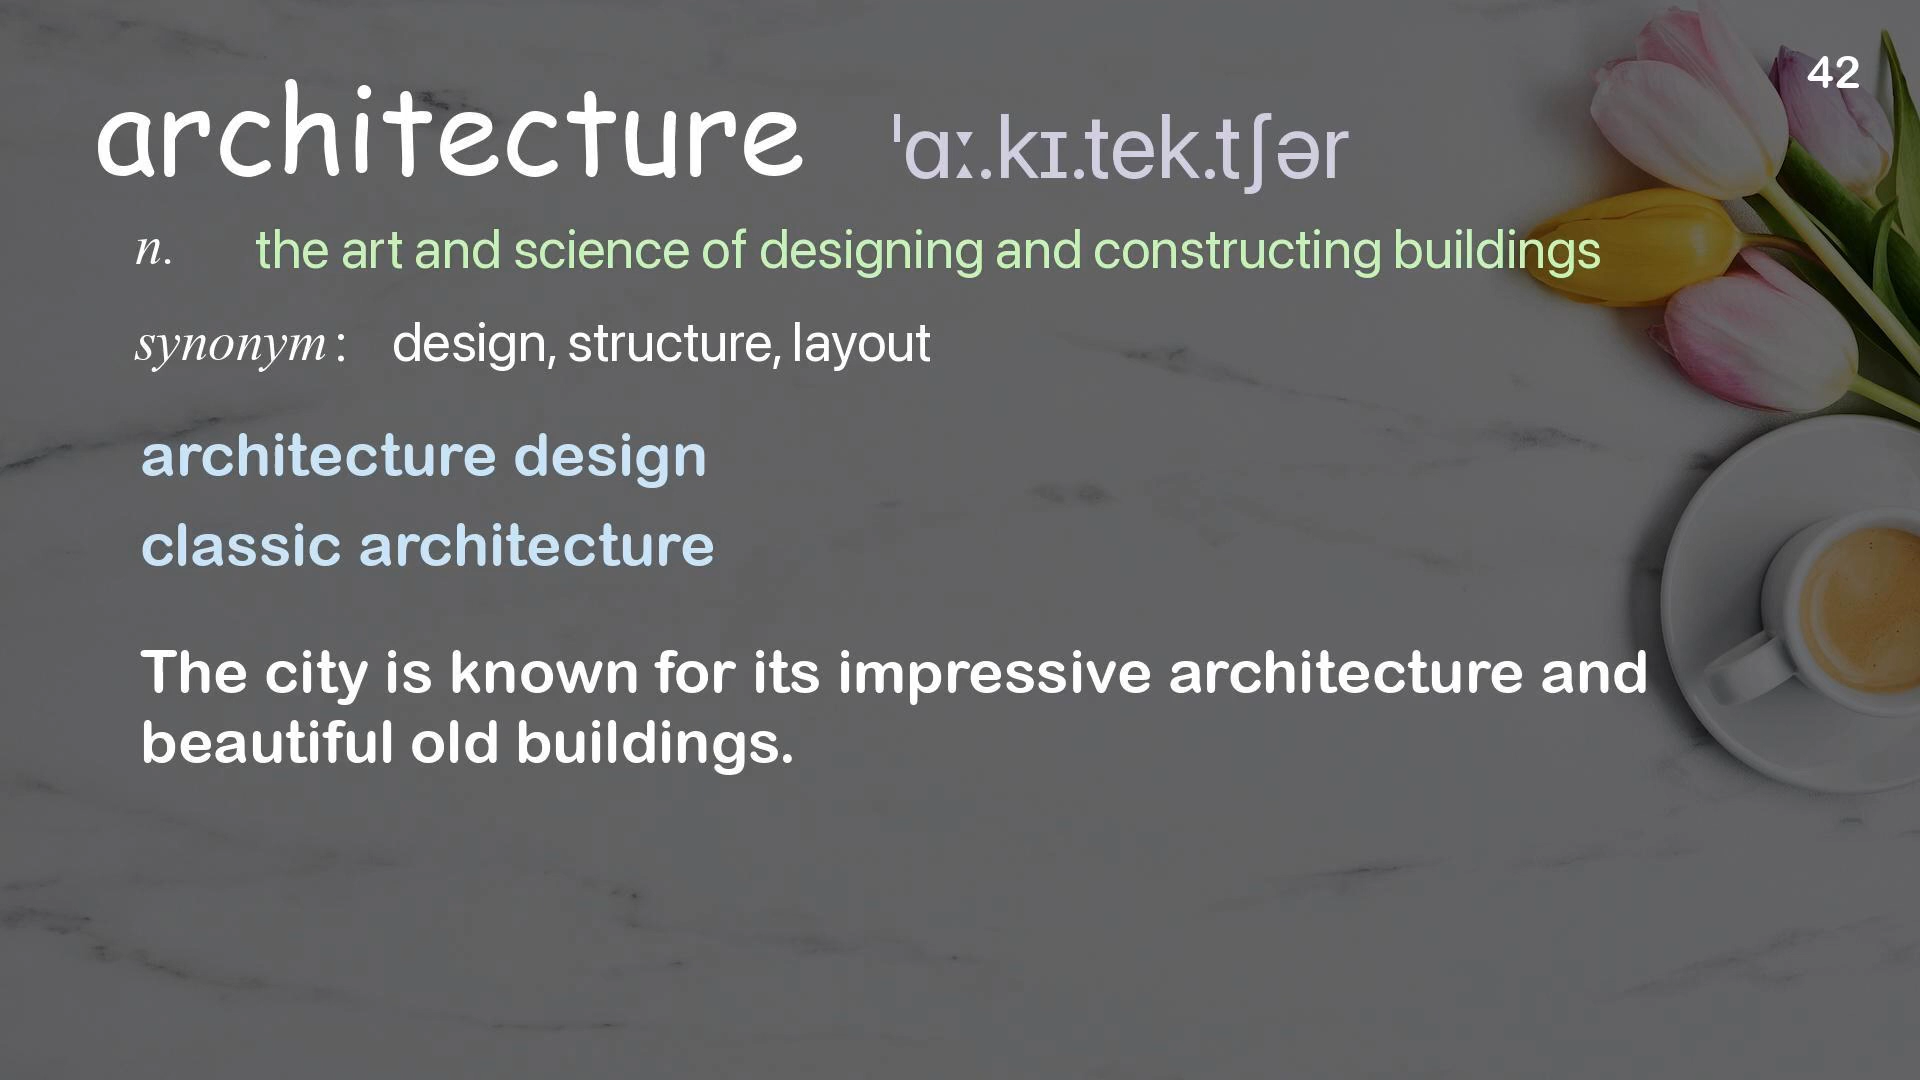 42
architecture ˈɑː.kɪ.tek.tʃər
n. the art and science of designing and constructing buildings
synonym: design, structure, layout
architecture design
classic architecture
The city is known for its impressive architecture and
beautiful old buildings.